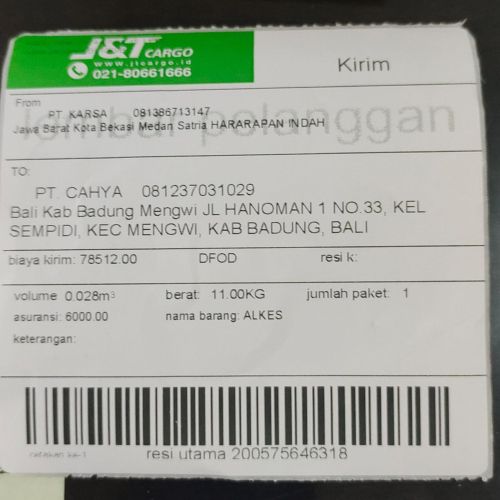 J&T CARGO
www.jtcargo.id
021-80661666
Kirim
lembar pelanggan
From
PT. KARSA 081386713147
Jawa Barat Kota Bekasi Medan Satria HARARAPAN INDAH
TO:
PT. CAHYA 081237031029
Bali Kab Badung Mengwi JL HANOMAN 1 NO.33, KEL
SEMPIDI, KEC MENGWI, KAB BADUNG, BALI
biaya kirim: 78512.00 DFOD resi k:
volume 0.028m³ berat: 11.00KG jumlah paket: 1
asuransi: 6000.00 nama barang: ALKES
keterangan:
cetakan ke-1 resi utama 200575646318